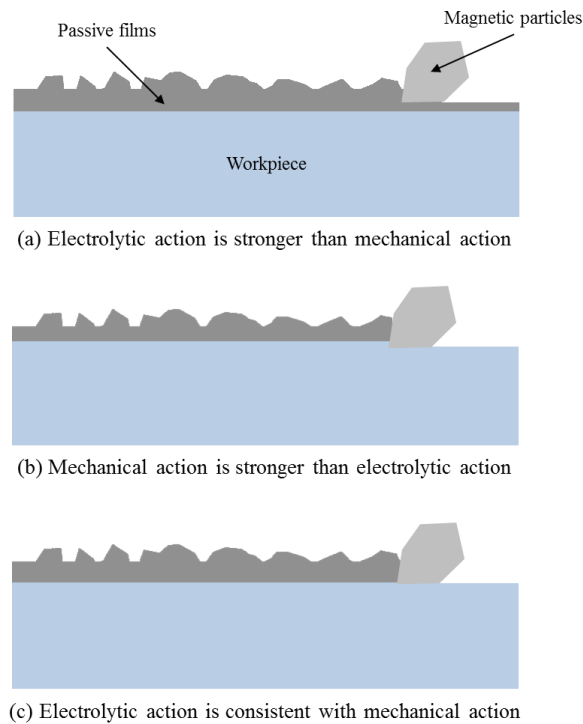 Magnetic particles
Passive films
Workpiece
(a) Electrolytic action is stronger than mechanical action
(b) Mechanical action is stronger than electrolytic action
(c) Electrolytic action is consistent with mechanical action